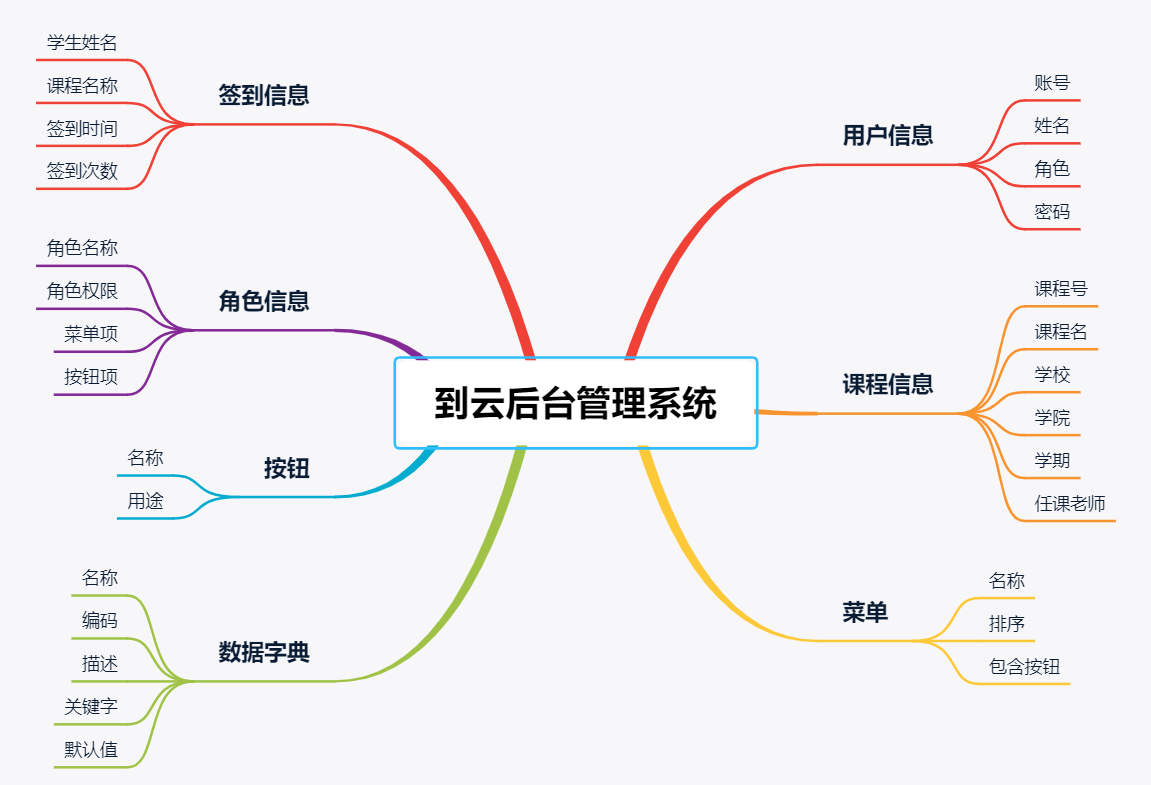 到云后台管理系统
用户信息
账号
姓名
角色
密码
课程信息
课程号
课程名
学校
学院
学期
任课老师
菜单
名称
排序
包含按钮
签到信息
学生姓名
课程名称
签到时间
签到次数
角色信息
角色名称
角色权限
菜单项
按钮项
按钮
名称
用途
数据字典
名称
编码
描述
关键字
默认值